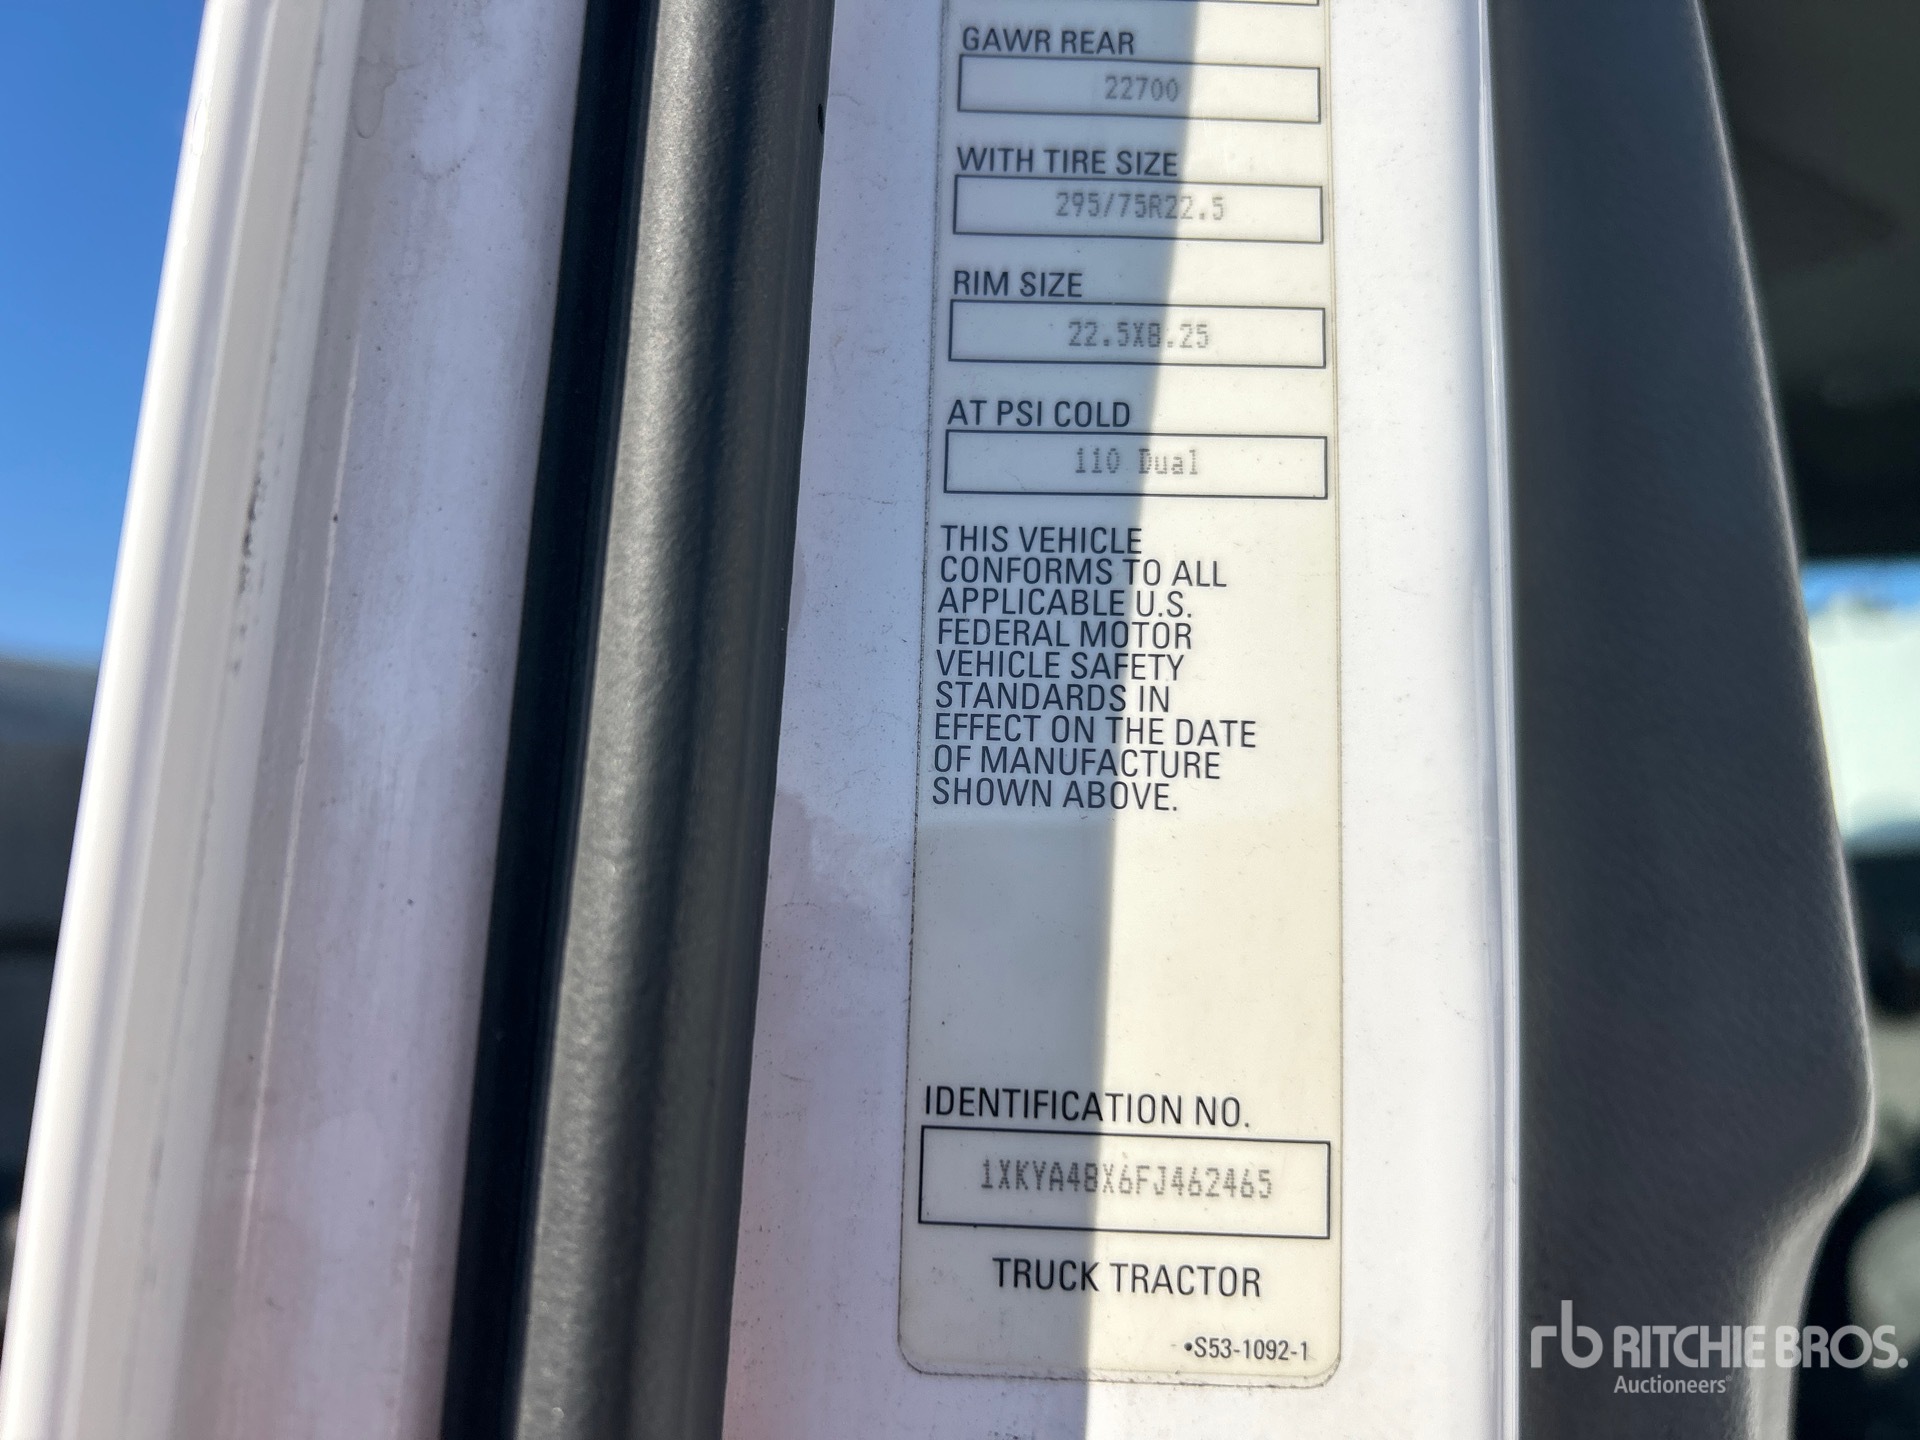 GAWR REAR
22700
WITH TIRE SIZE
295/75R22.5
RIM SIZE
22.5X8.25
AT PSI COLD
110 Dual
THIS VEHICLE
CONFORMS TO ALL
APPLICABLE U.S.
FEDERAL MOTOR
VEHICLE SAFETY
STANDARDS IN
EFFECT ON THE DATE
OF MANUFACTURE
SHOWN ABOVE.
IDENTIFICATION NO.
1XKYA48X6FJ462465
TRUCK TRACTOR
•S53-1092-1
rb RITCHIE BROS.
Auctioneers